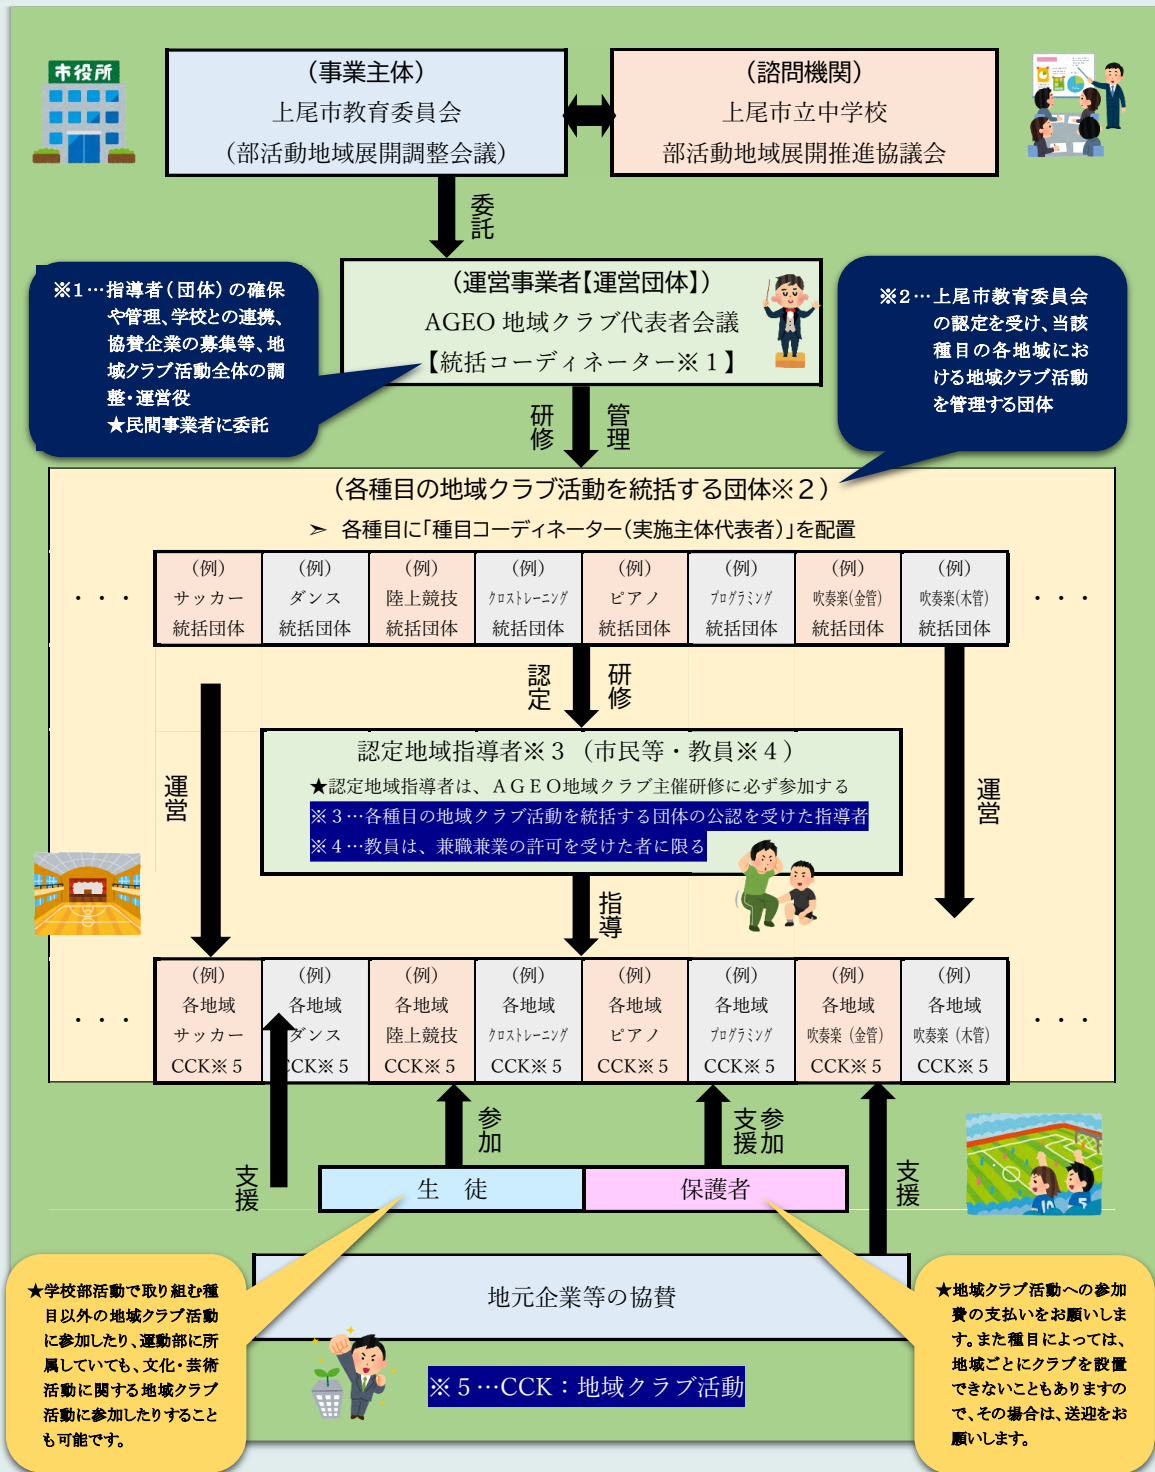 市役所
（事業主体）
上尾市教育委員会
（部活動地域展開調整会議）
（諮問機関）
上尾市立中学校
部活動地域展開推進協議会
委託
※１…指導者（団体）の確保
や管理、学校との連携、
協賛企業の募集等、地
域クラブ活動全体の調
整・運営役
★民間事業者に委託
（運営事業者【運営団体】）
AGEO 地域クラブ代表者会議
【統括コーディネーター※１】
※２…上尾市教育委員会
の認定を受け、当該
種目の各地域にお
ける地域クラブ活動
を管理する団体
研修
管理
（各種目の地域クラブ活動を統括する団体※２）
➢ 各種目に「種目コーディネーター（実施主体代表者）」を配置
・・・
（例）
サッカー
統括団体
（例）
ダンス
統括団体
（例）
陸上競技
統括団体
（例）
クロストレーニング
統括団体
（例）
ピアノ
統括団体
（例）
プログラミング
統括団体
（例）
吹奏楽(金管)
統括団体
（例）
吹奏楽(木管)
統括団体
・・・
認定
研修
運営
認定地域指導者※３（市民等・教員※４）
★認定地域指導者は、ＡＧＥＯ地域クラブ主催研修に必ず参加する
※３…各種目の地域クラブ活動を統括する団体の公認を受けた指導者
※４…教員は、兼職兼業の許可を受けた者に限る
運営
指導
・・・
（例）
各地域
サッカー
CCK※５
（例）
各地域
ダンス
CCK※５
（例）
各地域
陸上競技
CCK※５
（例）
各地域
クロストレーニング
CCK※５
（例）
各地域
ピアノ
CCK※５
（例）
各地域
プログラミング
CCK※５
（例）
各地域
吹奏楽（金管）
CCK※５
（例）
各地域
吹奏楽（木管）
CCK※５
・・・
参加
参加
支援
支援
支援
生　徒
保護者
10
5
地元企業等の協賛
★学校部活動で取り組む種
目以外の地域クラブ活動
に参加したり、運動部に所
属していても、文化・芸術
活動に関する地域クラブ
活動に参加したりすること
も可能です。
★地域クラブ活動への参加
費の支払いをお願いしま
す。また種目によっては、
地域ごとにクラブを設置
できないこともありますの
で、その場合は、送迎をお
願いします。
※５…CCK：地域クラブ活動